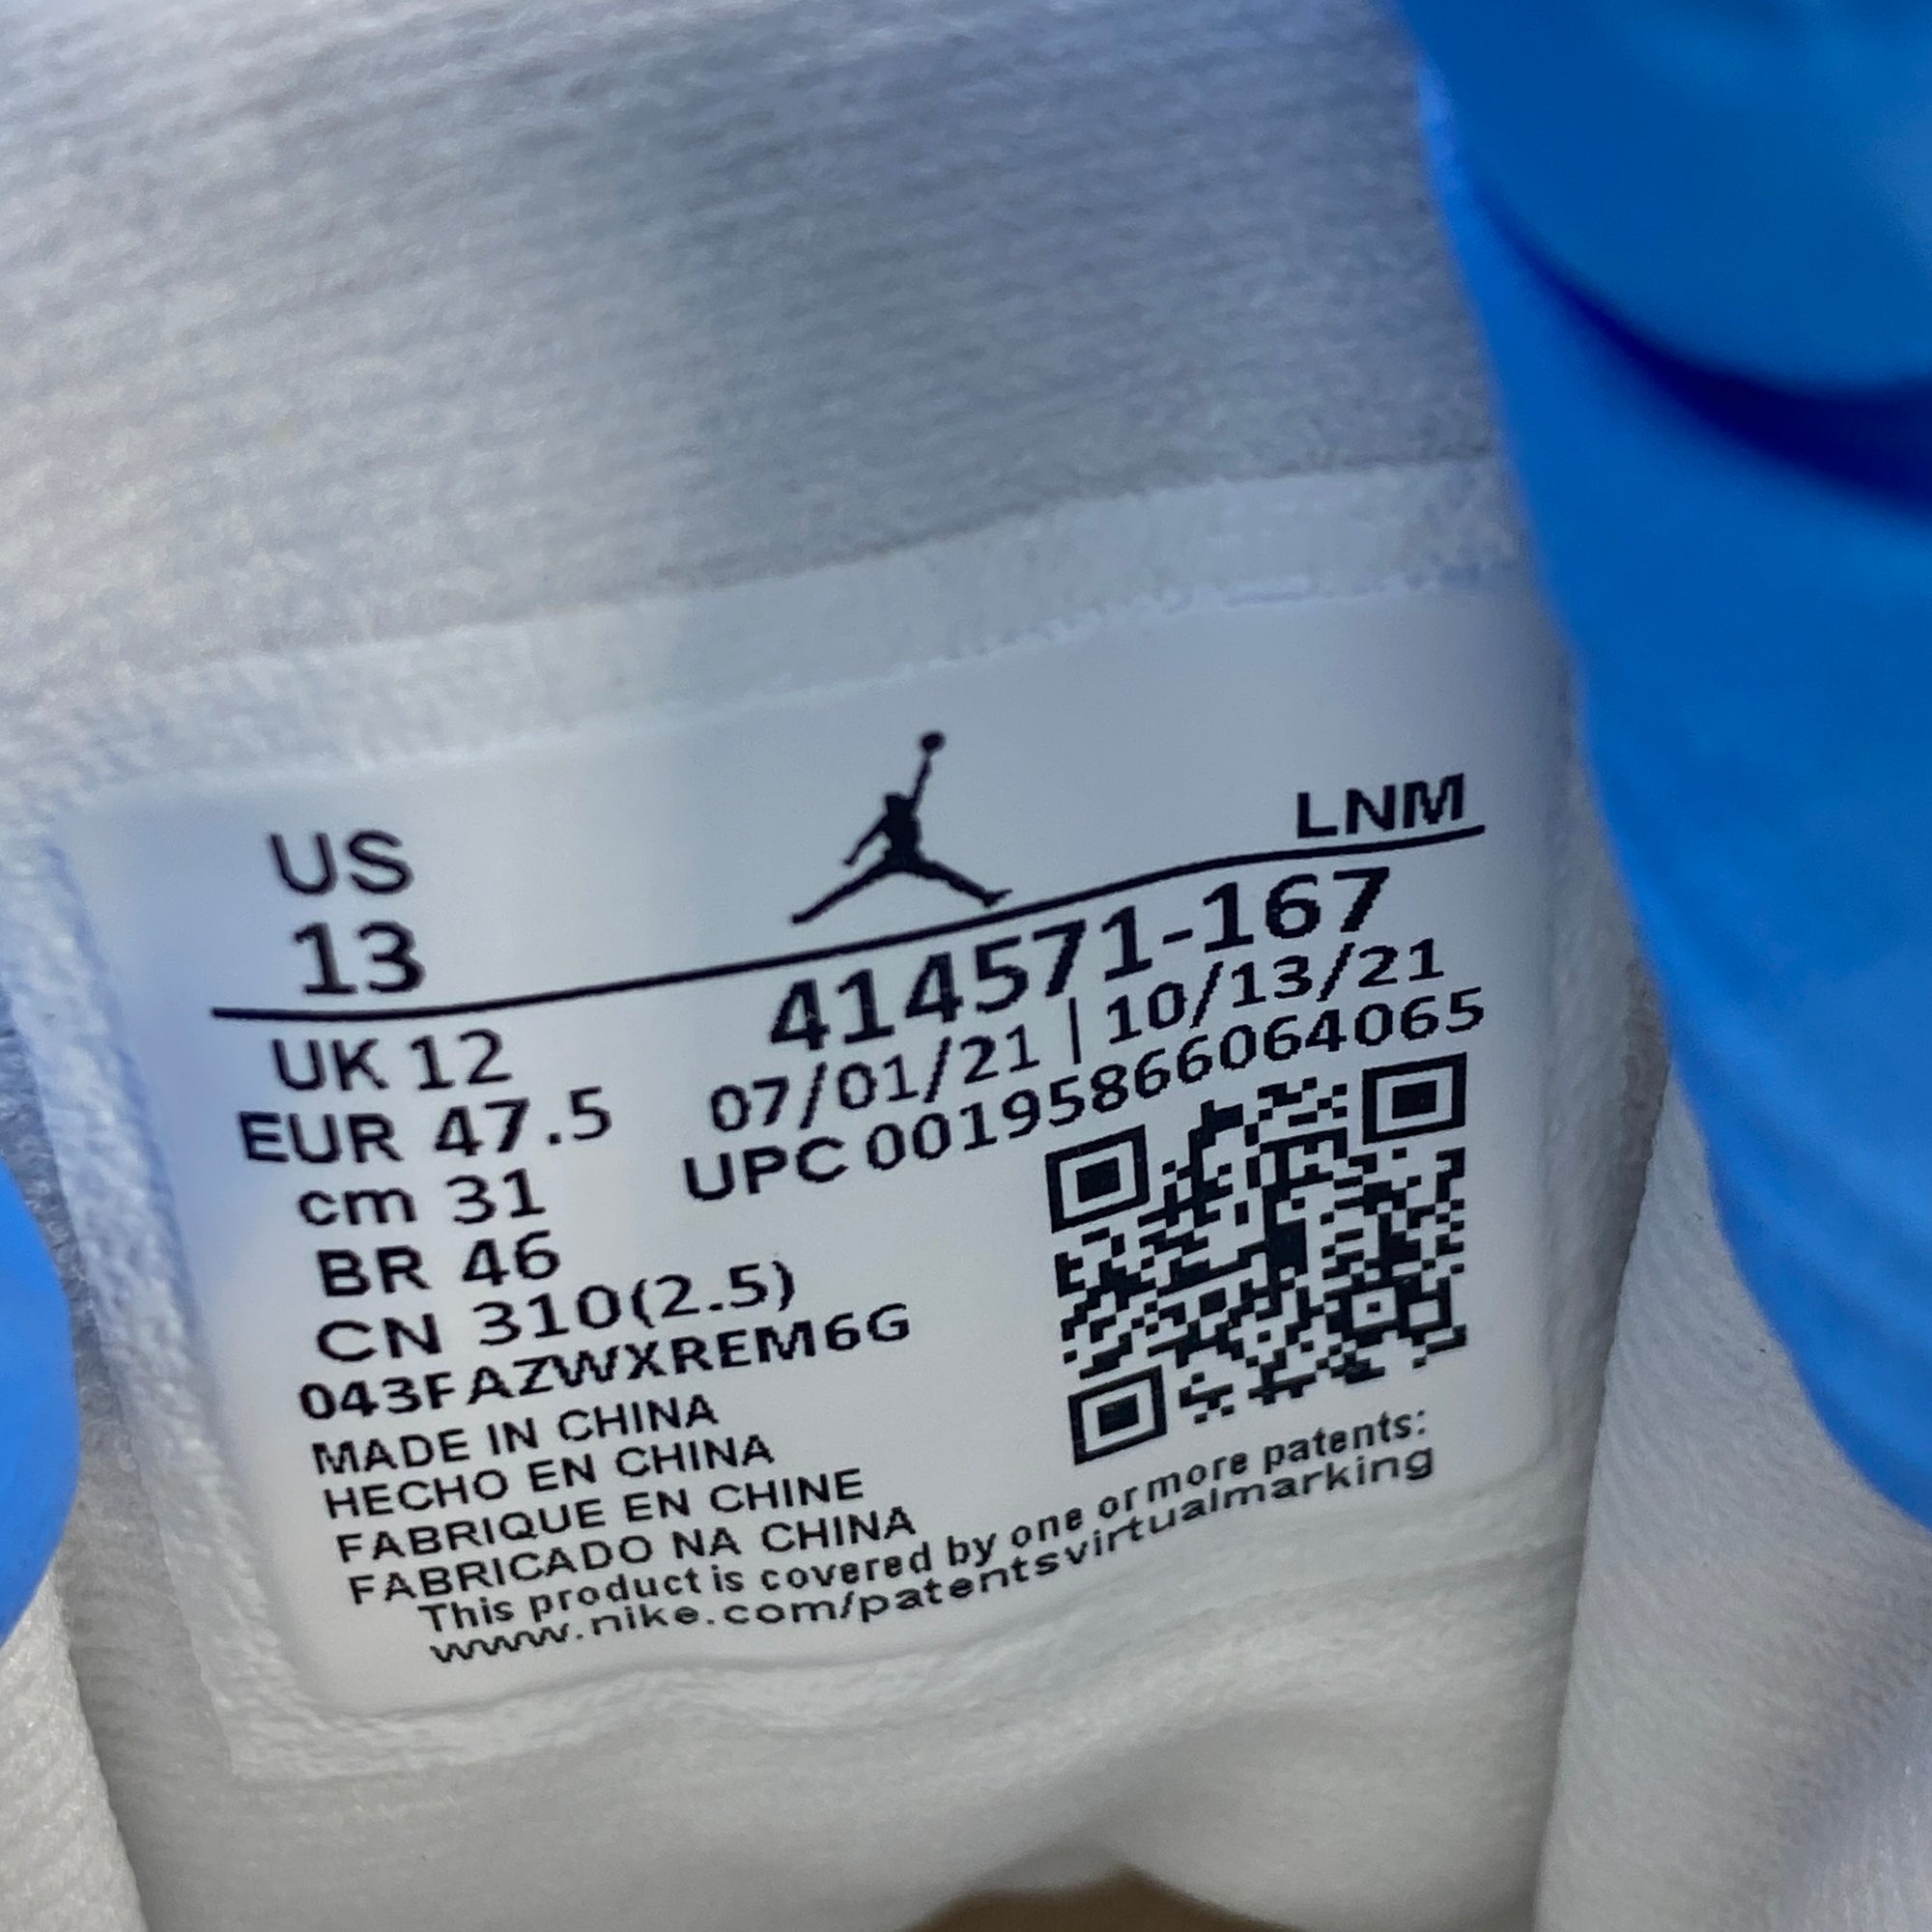 US
13
LNM
414571-167
07/01/21 | 10/13/21
UPC 00195866064065
UK 12
EUR 47.5
cm 31
BR 46
CN 310(2.5)
043FAZWXREM6G
MADE IN CHINA
HECHO EN CHINA
FABRIQUE EN CHINE
FABRICADO NA CHINA
This product is covered by one or more patents:
www.nike.com/patentsvirtualmarking